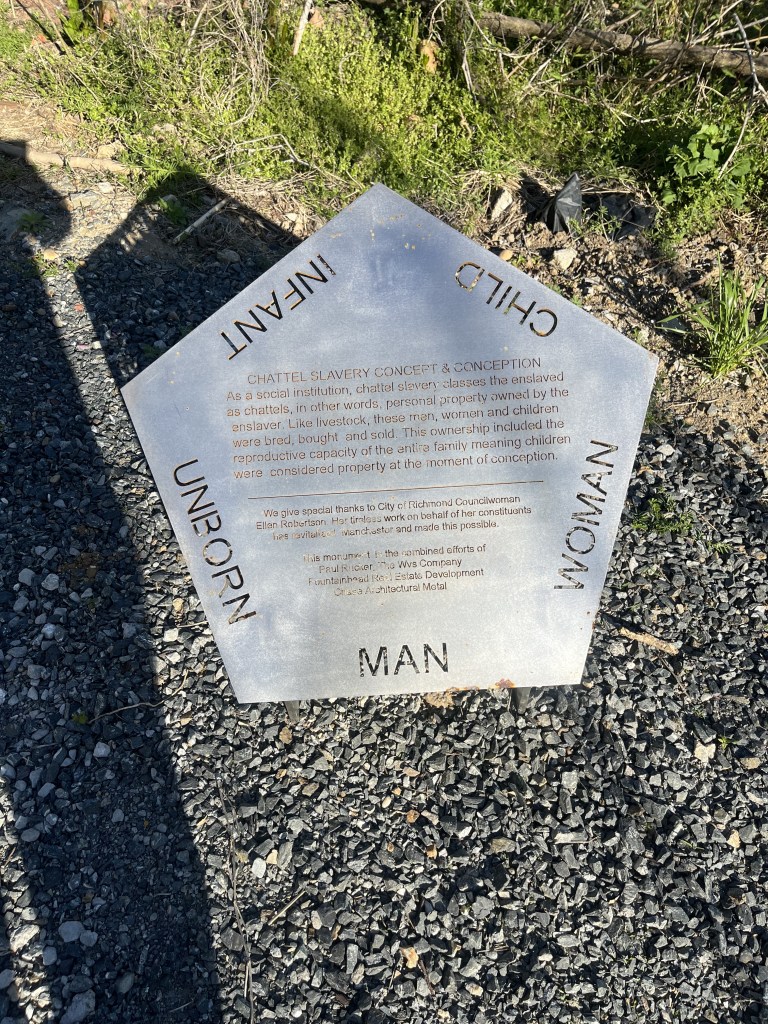 INFANT
CHILD
CHATTEL SLAVERY CONCEPT & CONCEPTION
As a social institution, chattel slavery classes the enslaved
as chattels, in other words, personal property owned by the
enslaver. Like livestock, these men, women and children
were bred, bought and sold. This ownership included the
reproductive capacity of the entire family meaning children
were considered property at the moment of conception.
UNBORN
WOMAN
We give special thanks to City of Richmond Councilwoman
Ellen Robertson. Her tireless work on behalf of her constituents
has Manchester and made this possible.
This monument is the combined efforts of
Paul The Wvs Company
Fountainhead Real Estate Development
Architectural Metal
MAN